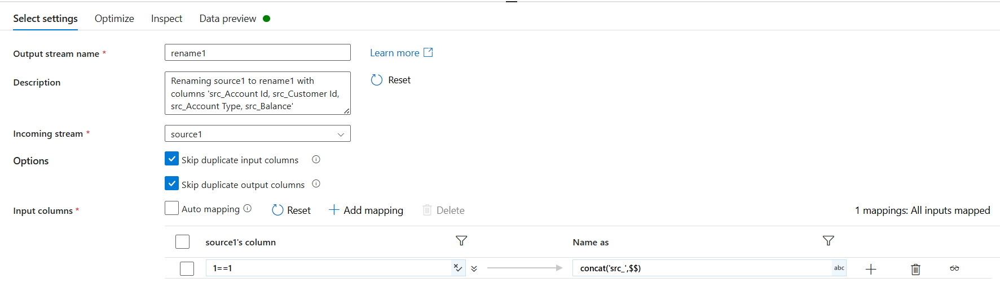 Select settings Optimize Inspect Data preview
Output stream name * rename1 Learn more
Description Renaming source1 to rename1 with
columns 'src_Account Id, src_Customer Id,
src_Account Type, src_Balance'
Reset
Incoming stream * source1
Options Skip duplicate input columns
Skip duplicate output columns
Input columns * Auto mapping Reset Add mapping Delete 1 mappings: All inputs mapped
source1's column Name as
1==1 concat('src_',$$) abc